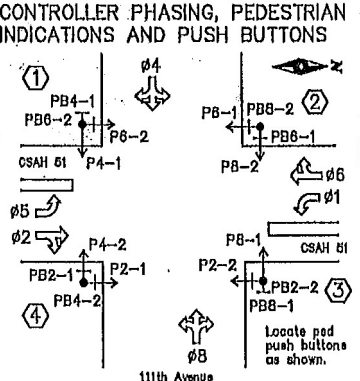 CONTROLLER PHASING, PEDESTRIAN
INDICATIONS AND PUSH BUTTONS
1
PB4-1
PB6-2
P6-2
P4-1
CSAH 51
ø4
N
2
P6-1
PB8-2
PB6-1
P8-2
ø6
ø1
ø5
ø2
P4-2
PB2-1
P2-1
PB4-2
4
P8-1
CSAH 51
P2-2
PB2-2
PB8-1
3
ø8
Locate ped
push buttons
as shown.
111th Avenue